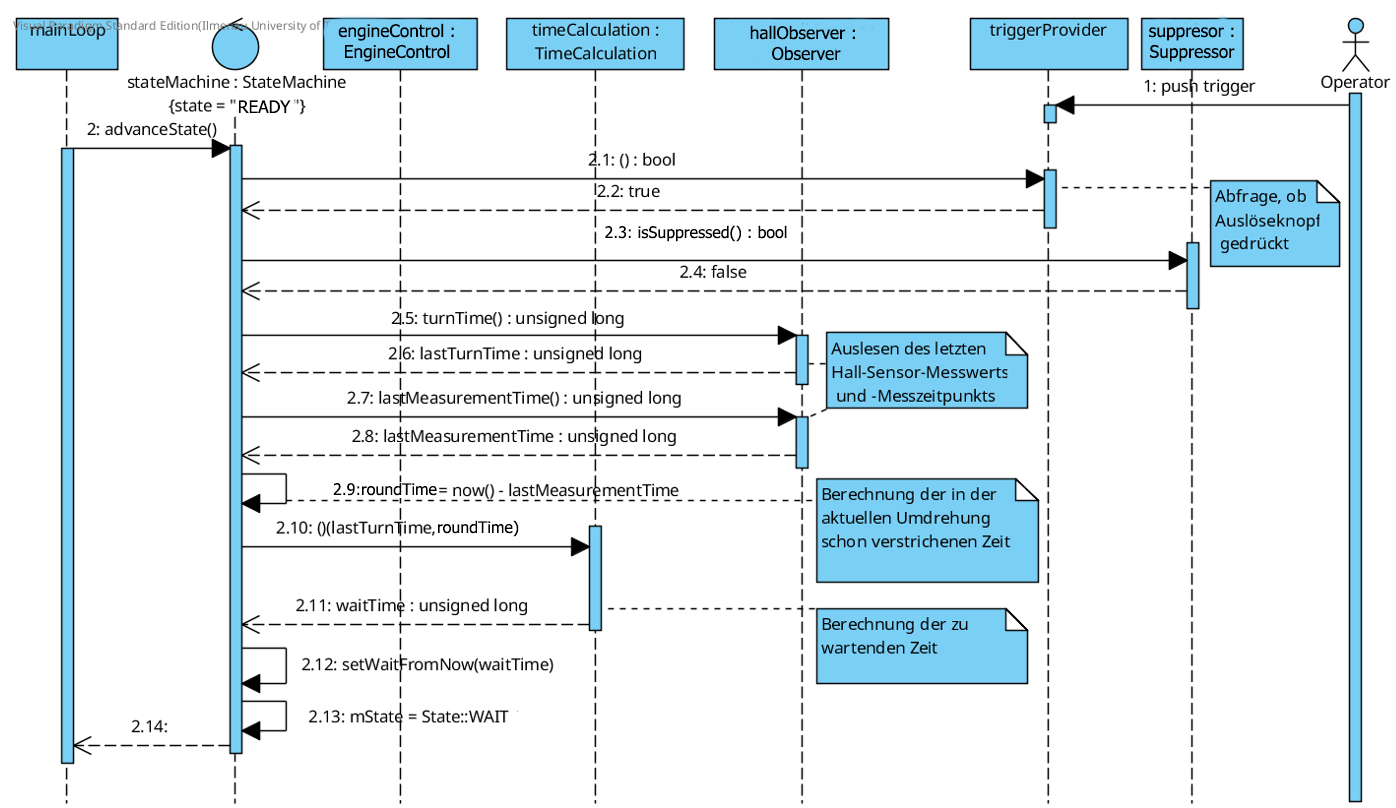 Visual Paradigm Standard Edition(Ilmenau University of T
mainLoop
engineControl :
EngineControl
timeCalculation :
TimeCalculation
hallObserver :
Observer
triggerProvider
suppresor :
Suppressor
stateMachine : StateMachine
{state = "READY "}
Operator
1: push trigger
2: advanceState()
2.1: () : bool
2.2: true
Abfrage, ob
Auslöseknopf
gedrückt
2.3: isSuppressed() : bool
2.4: false
2.5: turnTime() : unsigned long
2.6: lastTurnTime : unsigned long
Auslesen des letzten
Hall-Sensor-Messwerts
und -Messzeitpunkts
2.7: lastMeasurementTime() : unsigned long
2.8: lastMeasurementTime : unsigned long
2.9:roundTime = now() - lastMeasurementTime
Berechnung der in der
aktuellen Umdrehung
schon verstrichenen Zeit
2.10: ()(lastTurnTime,roundTime)
2.11: waitTime : unsigned long
Berechnung der zu
wartenden Zeit
2.12: setWaitFromNow(waitTime)
2.13: mState = State::WAIT
2.14: